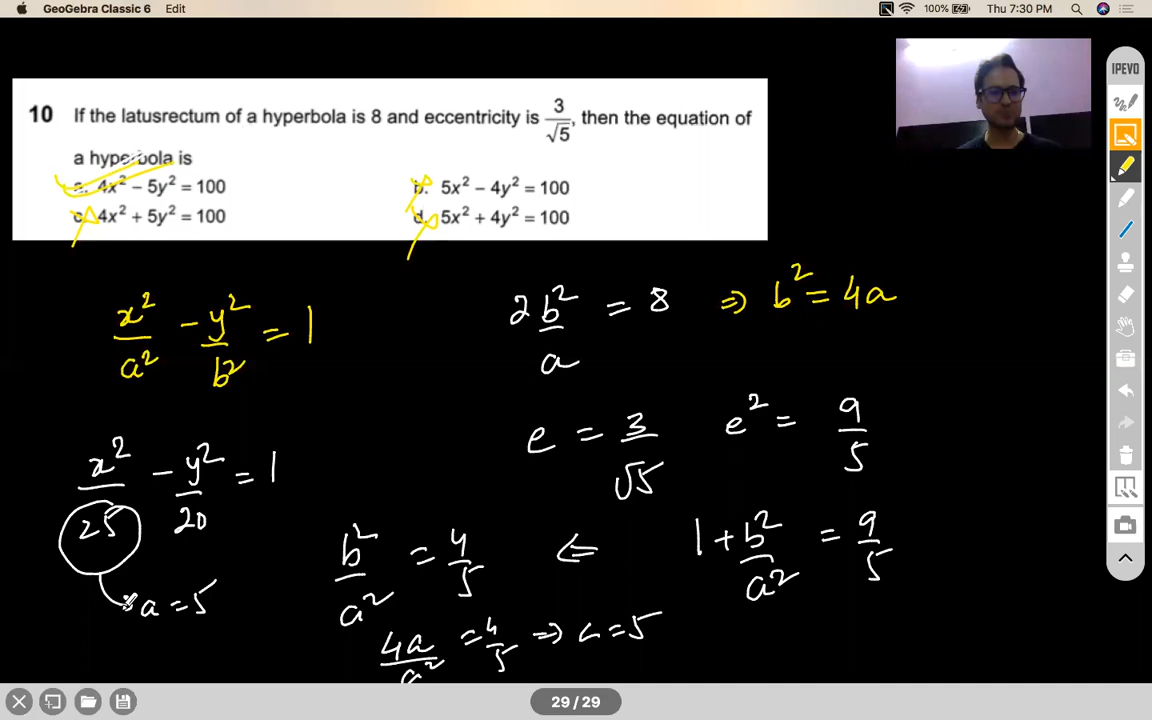 GeoGebra Classic 6 Edit 100% Thu 7:30 PM
IPEVO
10 If the latusrectum of a hyperbola is 8 and eccentricity is 3/√5, then the equation of
a hyperbola is
a. 4x² − 5y² = 100 b. 5x² − 4y² = 100
c. 4x² + 5y² = 100 d. 5x² + 4y² = 100
x²/a² − y²/b² = 1 2b²/a = 8 ⇒ b² = 4a
e = 3/√5 e² = 9/5
x²/25 − y²/20 = 1
b²/a² = 4/5 ⇐ 1 + b²/a² = 9/5
a = 5
4a/a² = 4/5 ⇒ a = 5
29 / 29